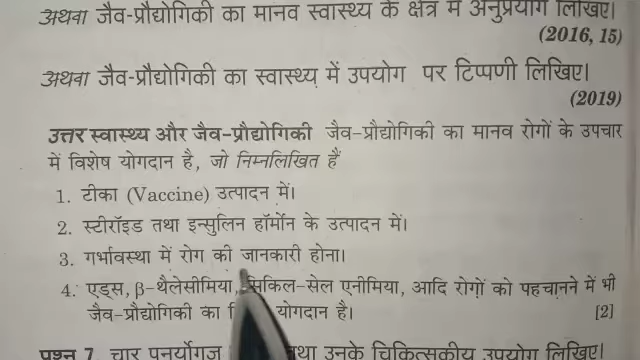 अथवा जैव-प्रौद्योगिकी का मानव स्वास्थ्य के क्षेत्र में अनुप्रयोग लिखिए।
(2016, 15)
अथवा जैव-प्रौद्योगिकी का स्वास्थ्य में उपयोग पर टिप्पणी लिखिए।
(2019)
उत्तर स्वास्थ्य और जैव-प्रौद्योगिकी जैव-प्रौद्योगिकी का मानव रोगों के उपचार
में विशेष योगदान है, जो निम्नलिखित हैं
1. टीका (Vaccine) उत्पादन में।
2. स्टीरॉइड तथा इन्सुलिन हॉर्मोन के उत्पादन में।
3. गर्भावस्था में रोग की जानकारी होना।
4. एड्स, β-थैलेसीमिया, सिकिल-सेल एनीमिया, आदि रोगों को पहचानने में भी
जैव-प्रौद्योगिकी का योगदान है। [2]
प्रश्न 7. चार पुनर्योगज तथा उनके चिकित्सकीय उपयोग लिखिए।